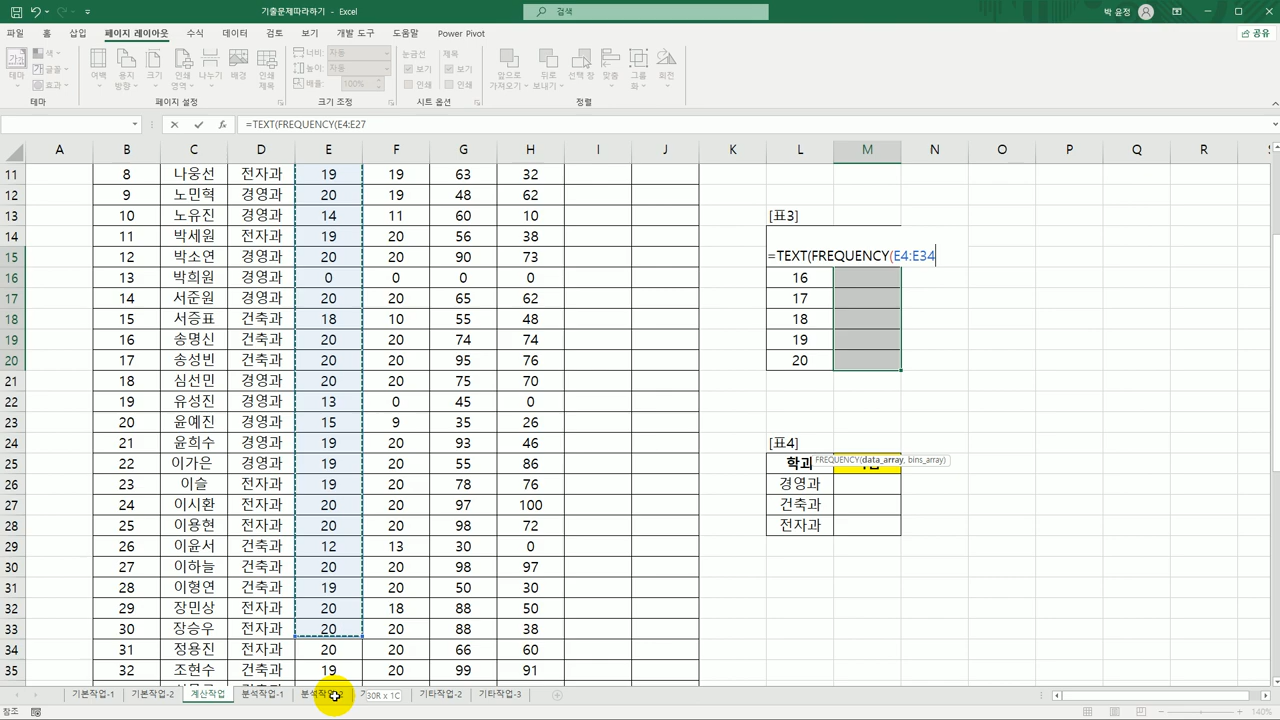 기출문제따라하기 - Excel
검색
박 윤정
파일 홈 삽입 페이지 레이아웃 수식 데이터 검토 보기 개발 도구 도움말 Power Pivot
공유
테마 색 글꼴 효과 여백 용지 방향 크기 인쇄 영역 나누기 배경 인쇄 제목 너비: 자동 높이: 자동 배율: 100% 눈금선 제목 보기 보기 인쇄 인쇄 앞으로 가져오기 뒤로 보내기 선택 창 맞춤 그룹화 회전
테마 페이지 설정 크기 조정 시트 옵션 정렬
=TEXT(FREQUENCY(E4:E27
A B C D E F G H I J K L M N O P Q R S
11 8 나웅선 전자과 19 19 63 32
12 9 노민혁 경영과 20 19 48 62
13 10 노유진 경영과 14 11 60 10 [표3]
14 11 박세원 전자과 19 20 56 38
15 12 박소연 경영과 20 20 90 73 =TEXT(FREQUENCY(E4:E34
16 13 박희원 경영과 0 0 0 0 16
17 14 서준원 경영과 20 20 65 62 17
18 15 서증표 건축과 18 10 55 48 18
19 16 송명신 건축과 20 20 74 74 19
20 17 송성빈 건축과 20 20 95 76 20
21 18 심선민 경영과 20 20 75 70
22 19 유성진 경영과 13 0 45 0
23 20 윤예진 경영과 15 9 35 26
24 21 윤희수 경영과 19 20 93 46 [표4]
25 22 이가은 경영과 19 20 55 86 학과 FREQUENCY(data_array, bins_array)
26 23 이슬 전자과 19 20 78 76 경영과
27 24 이시환 전자과 20 20 97 100 건축과
28 25 이용현 전자과 20 20 98 72 전자과
29 26 이윤서 건축과 12 13 30 0
30 27 이하늘 건축과 20 20 98 97
31 28 이형연 건축과 19 20 50 30
32 29 장민상 전자과 20 18 88 50
33 30 장승우 전자과 20 20 88 38
34 31 정용진 전자과 20 20 66 60
35 32 조현수 건축과 19 20 99 91
기본작업-1 기본작업-2 계산작업 분석작업-1 분석작업-2 30R x 1C 기타작업-2 기타작업-3
참조 140%